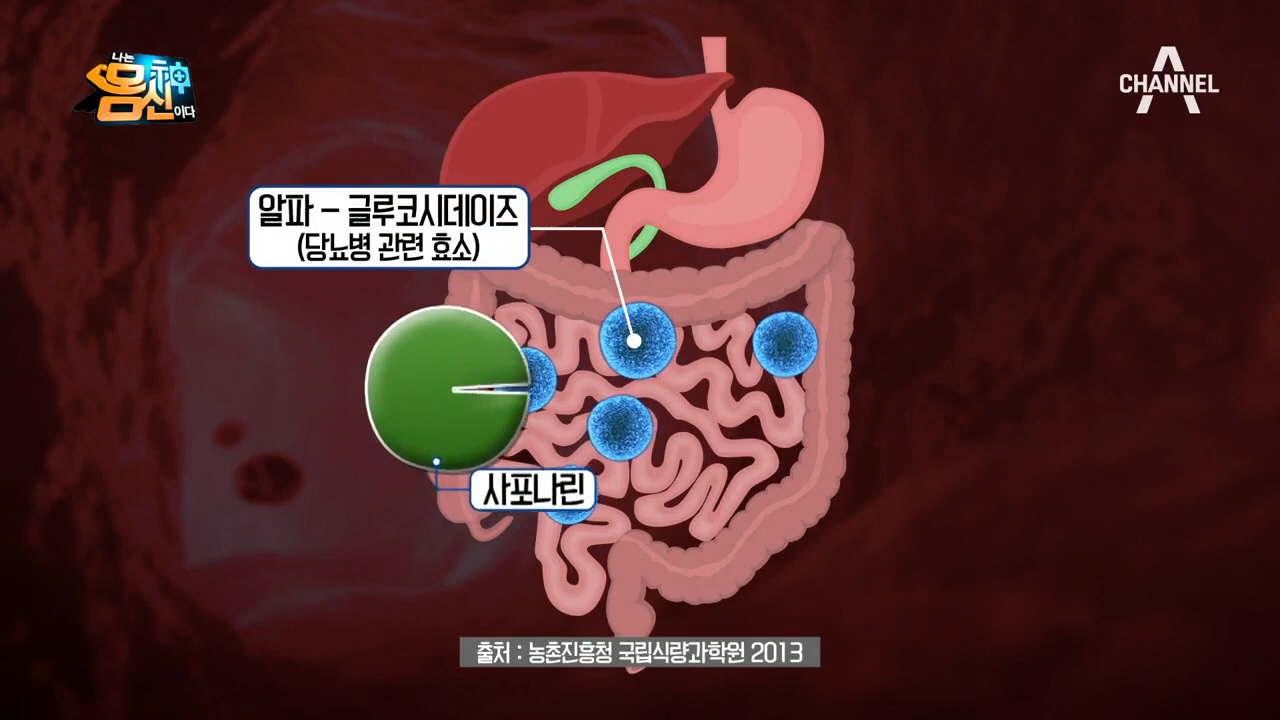 나는
몸신神
이다
CHANNEL A
알파 - 글루코시데이즈
(당뇨병 관련 효소)
사포나린
출처 : 농촌진흥청 국립식량과학원 2013